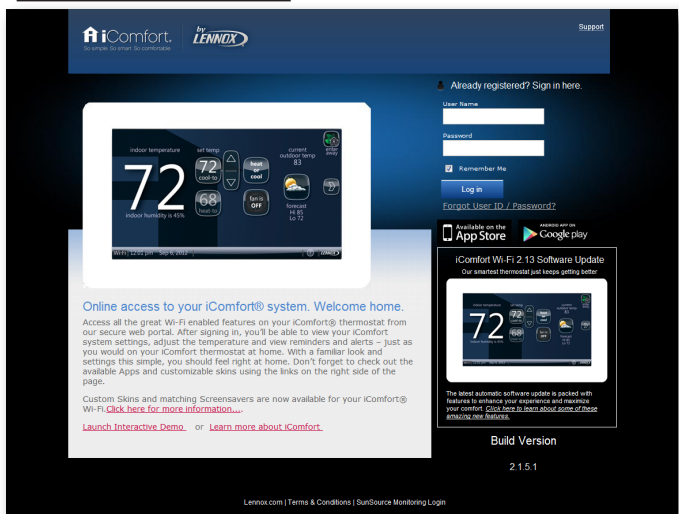 iComfort®
So simple. So smart. So comfortable.
by
LENNOX
Support
Already registered? Sign in here.
User Name
Password
Remember Me
Log in
Forgot User ID / Password?
Available on the
App Store
ANDROID APP ON
Google play
indoor temperature
set temp
current
outdoor temp
83
enter
away
72
72
cool-to
68
heat-to
heat
or
cool
fan is
OFF
forecast
Hi 85
Lo 72
indoor humidity is 45%
Wi-Fi | 12:01 pm Sep 6, 2012
LENNOX
iComfort Wi-Fi 2.13 Software Update
Our smartest thermostat just keeps getting better
indoor temperature
set temp
72
72
68
83
OFF
The latest automatic software update is packed with
features to enhance your experience and maximize
your comfort. Click here to learn about some of these
amazing new features.
Build Version
2.1.5.1
Online access to your iComfort® system. Welcome home.
Access all the great Wi-Fi enabled features on your iComfort® thermostat from
our secure web portal. After signing in, you'll be able to view your iComfort
system settings, adjust the temperature and view reminders and alerts – just as
you would on your iComfort thermostat at home. With a familiar look and
settings this simple, you should feel right at home. Don't forget to check out the
available Apps and customizable skins using the links on the right side of the
page.
Custom Skins and matching Screensavers are now available for your iComfort®
Wi-Fi.Click here for more information....
Launch Interactive Demo or Learn more about iComfort
Lennox.com | Terms & Conditions | SunSource Monitoring Login